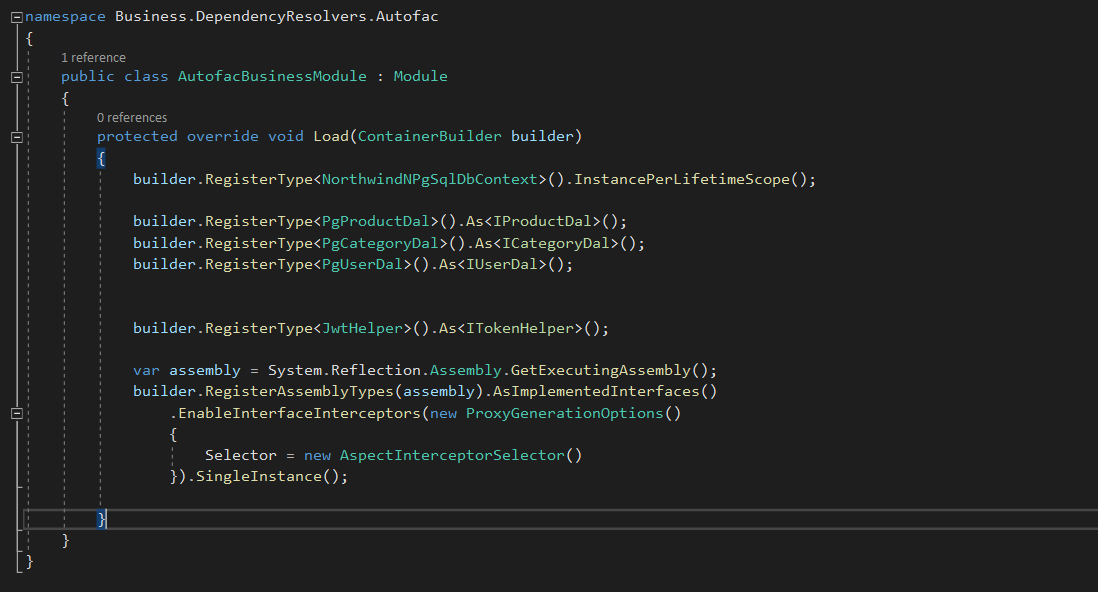 namespace Business.DependencyResolvers.Autofac
{
1 reference
public class AutofacBusinessModule : Module
{
0 references
protected override void Load(ContainerBuilder builder)
{
builder.RegisterType<NorthwindNPgSqlDbContext>().InstancePerLifetimeScope();
builder.RegisterType<PgProductDal>().As<IProductDal>();
builder.RegisterType<PgCategoryDal>().As<ICategoryDal>();
builder.RegisterType<PgUserDal>().As<IUserDal>();
builder.RegisterType<JwtHelper>().As<ITokenHelper>();
var assembly = System.Reflection.Assembly.GetExecutingAssembly();
builder.RegisterAssemblyTypes(assembly).AsImplementedInterfaces()
.EnableInterfaceInterceptors(new ProxyGenerationOptions()
{
Selector = new AspectInterceptorSelector()
}).SingleInstance();
}
}
}